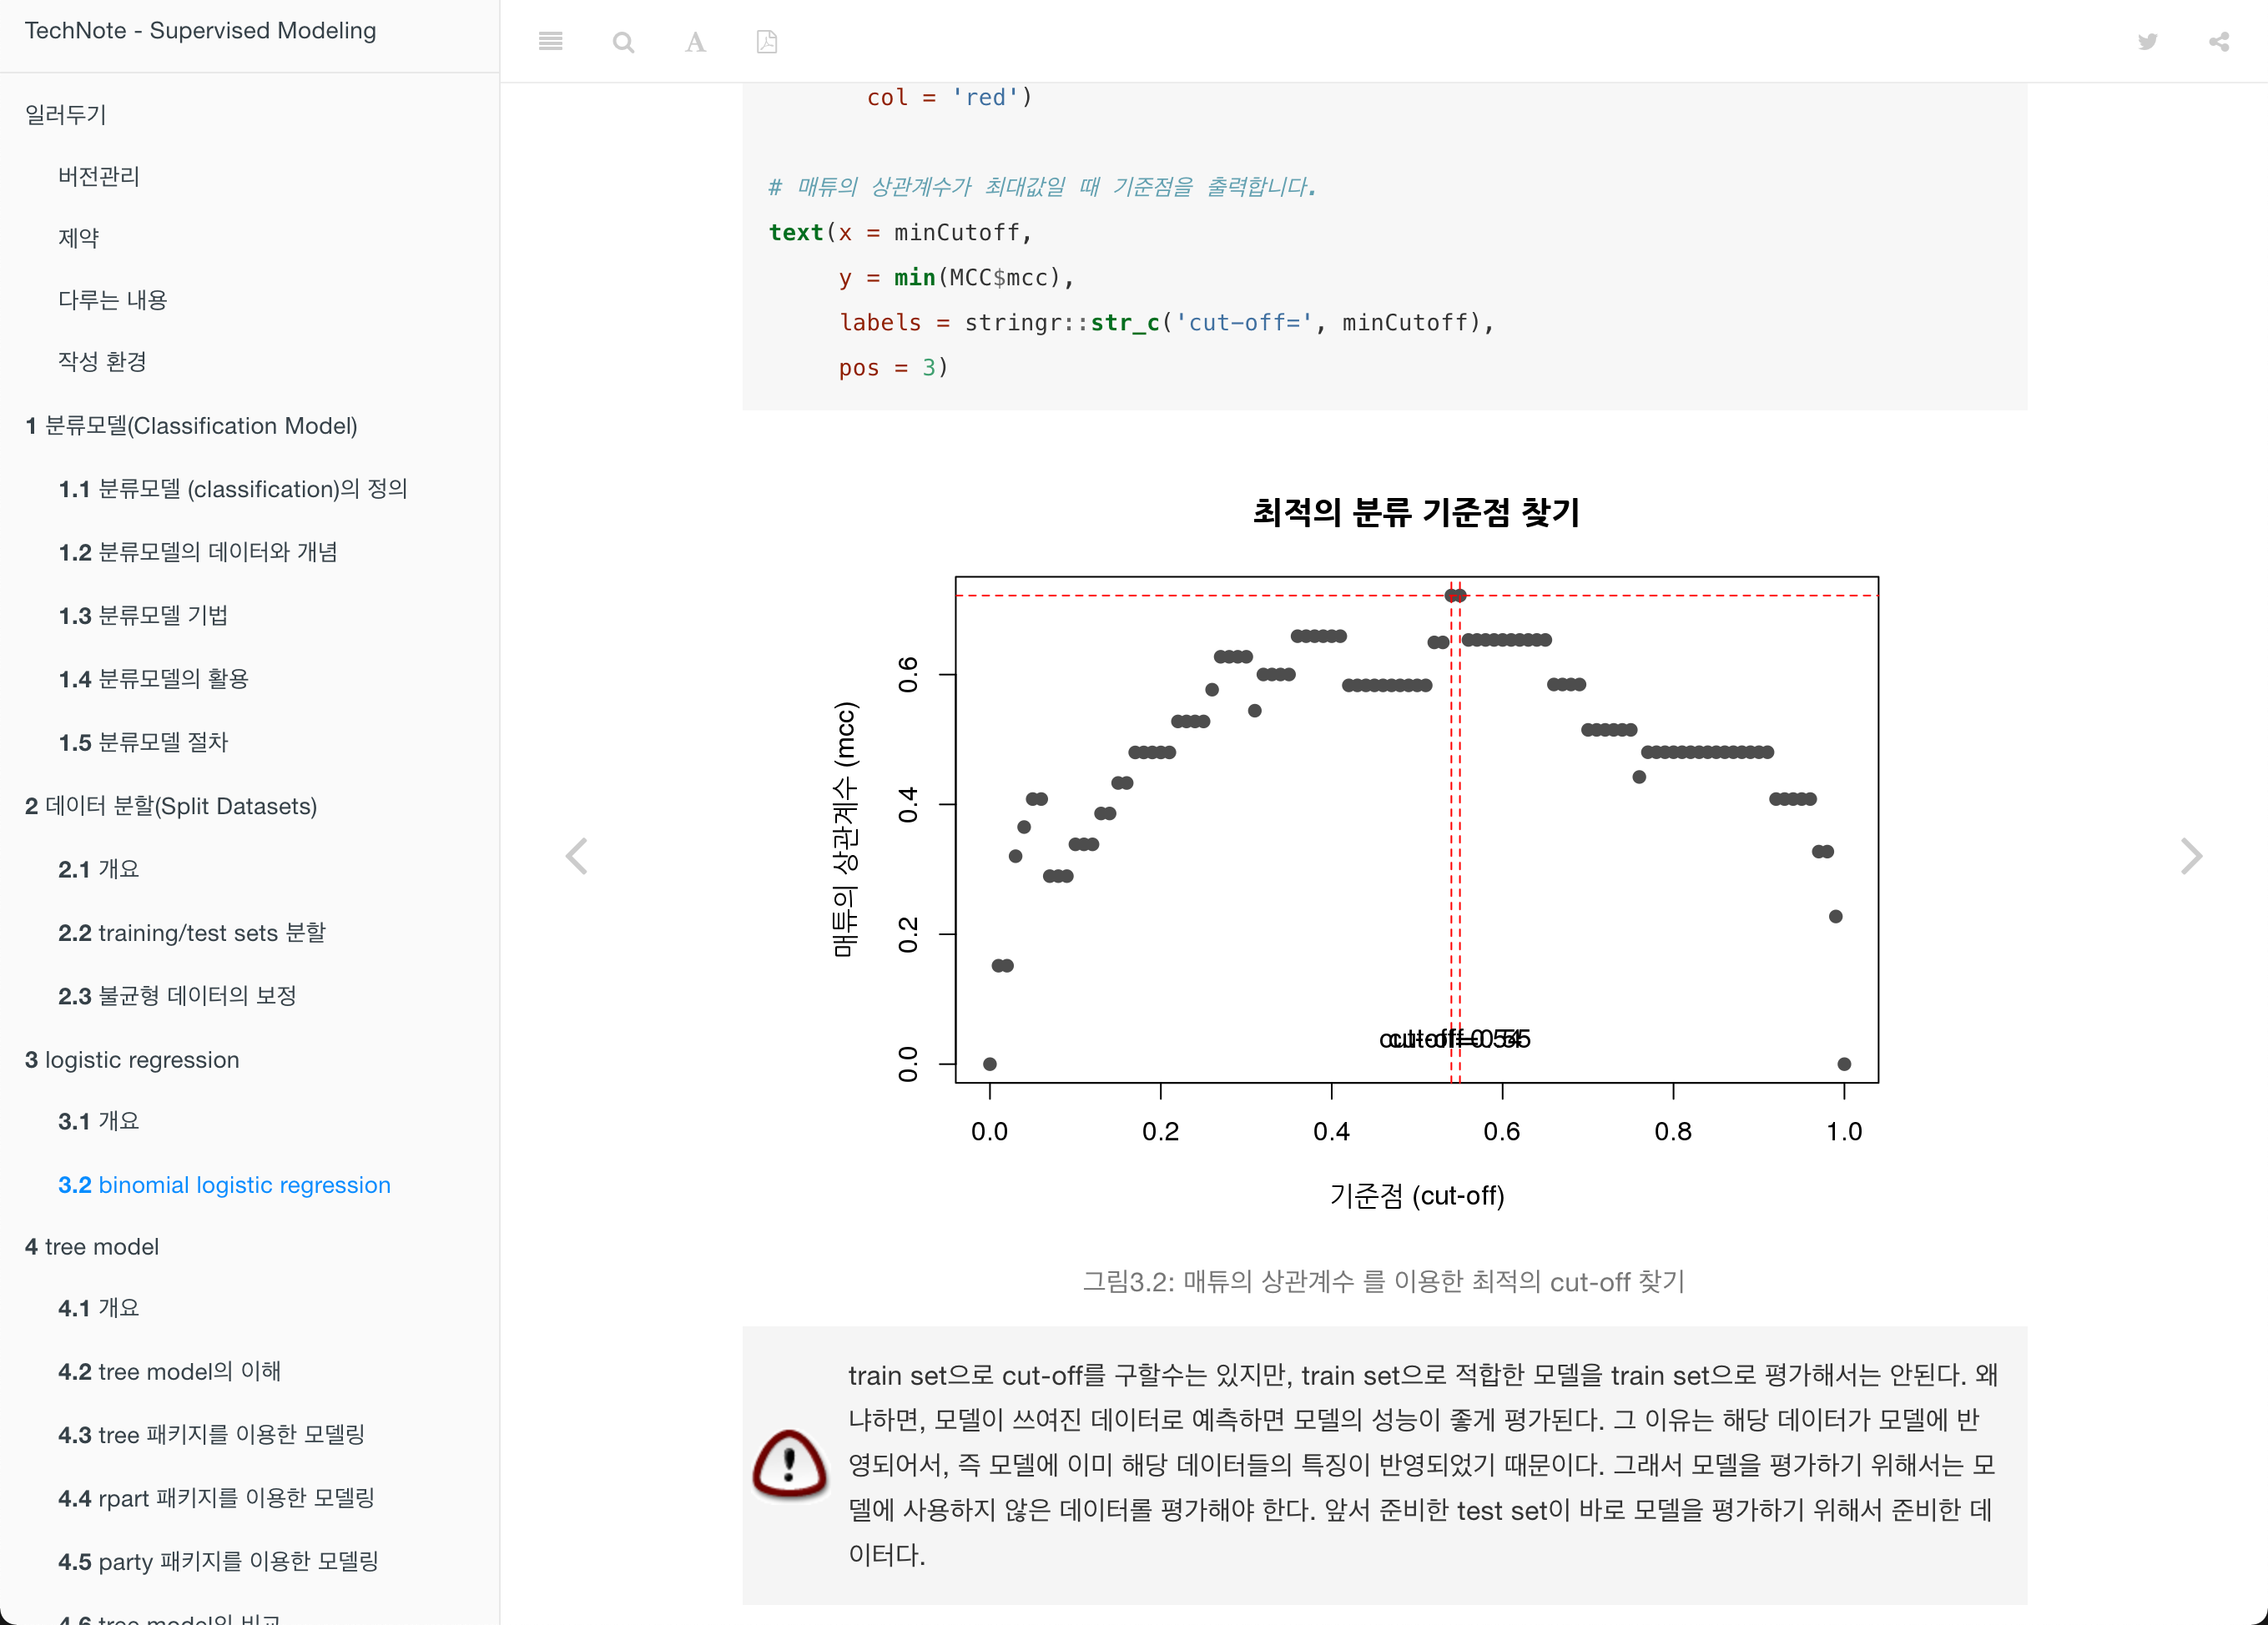 TechNote - Supervised Modeling
일러두기
버전관리
제약
다루는 내용
작성 환경
1 분류모델(Classification Model)
1.1 분류모델 (classification)의 정의
1.2 분류모델의 데이터와 개념
1.3 분류모델 기법
1.4 분류모델의 활용
1.5 분류모델 절차
2 데이터 분할(Split Datasets)
2.1 개요
2.2 training/test sets 분할
2.3 불균형 데이터의 보정
3 logistic regression
3.1 개요
3.2 binomial logistic regression
4 tree model
4.1 개요
4.2 tree model의 이해
4.3 tree 패키지를 이용한 모델링
4.4 rpart 패키지를 이용한 모델링
4.5 party 패키지를 이용한 모델링
4.6 tree model의 비교
col = 'red')
# 매튜의 상관계수가 최대값일 때 기준점을 출력합니다.
text(x = minCutoff,
y = min(MCC$mcc),
labels = stringr::str_c('cut-off=', minCutoff),
pos = 3)
최적의 분류 기준점 찾기
매튜의 상관계수 (mcc)
0.6
0.4
0.2
0.0
cut-off=0.54
cut-off=0.55
0.0 0.2 0.4 0.6 0.8 1.0
기준점 (cut-off)
그림3.2: 매튜의 상관계수 를 이용한 최적의 cut-off 찾기
train set으로 cut-off를 구할수는 있지만, train set으로 적합한 모델을 train set으로 평가해서는 안된다. 왜
냐하면, 모델이 쓰여진 데이터로 예측하면 모델의 성능이 좋게 평가된다. 그 이유는 해당 데이터가 모델에 반
영되어서, 즉 모델에 이미 해당 데이터들의 특징이 반영되었기 때문이다. 그래서 모델을 평가하기 위해서는 모
델에 사용하지 않은 데이터롤 평가해야 한다. 앞서 준비한 test set이 바로 모델을 평가하기 위해서 준비한 데
이터다.